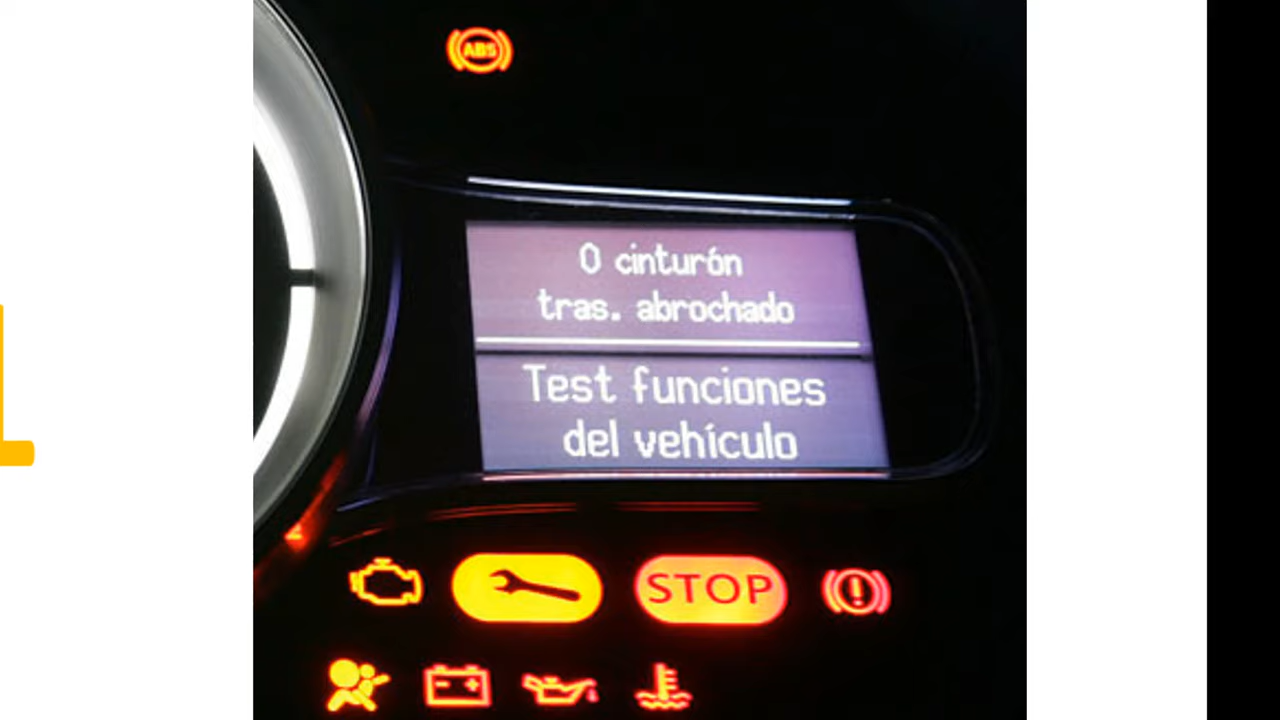 ABS
0 cinturón
tras. abrochado
Test funciones
del vehículo
STOP